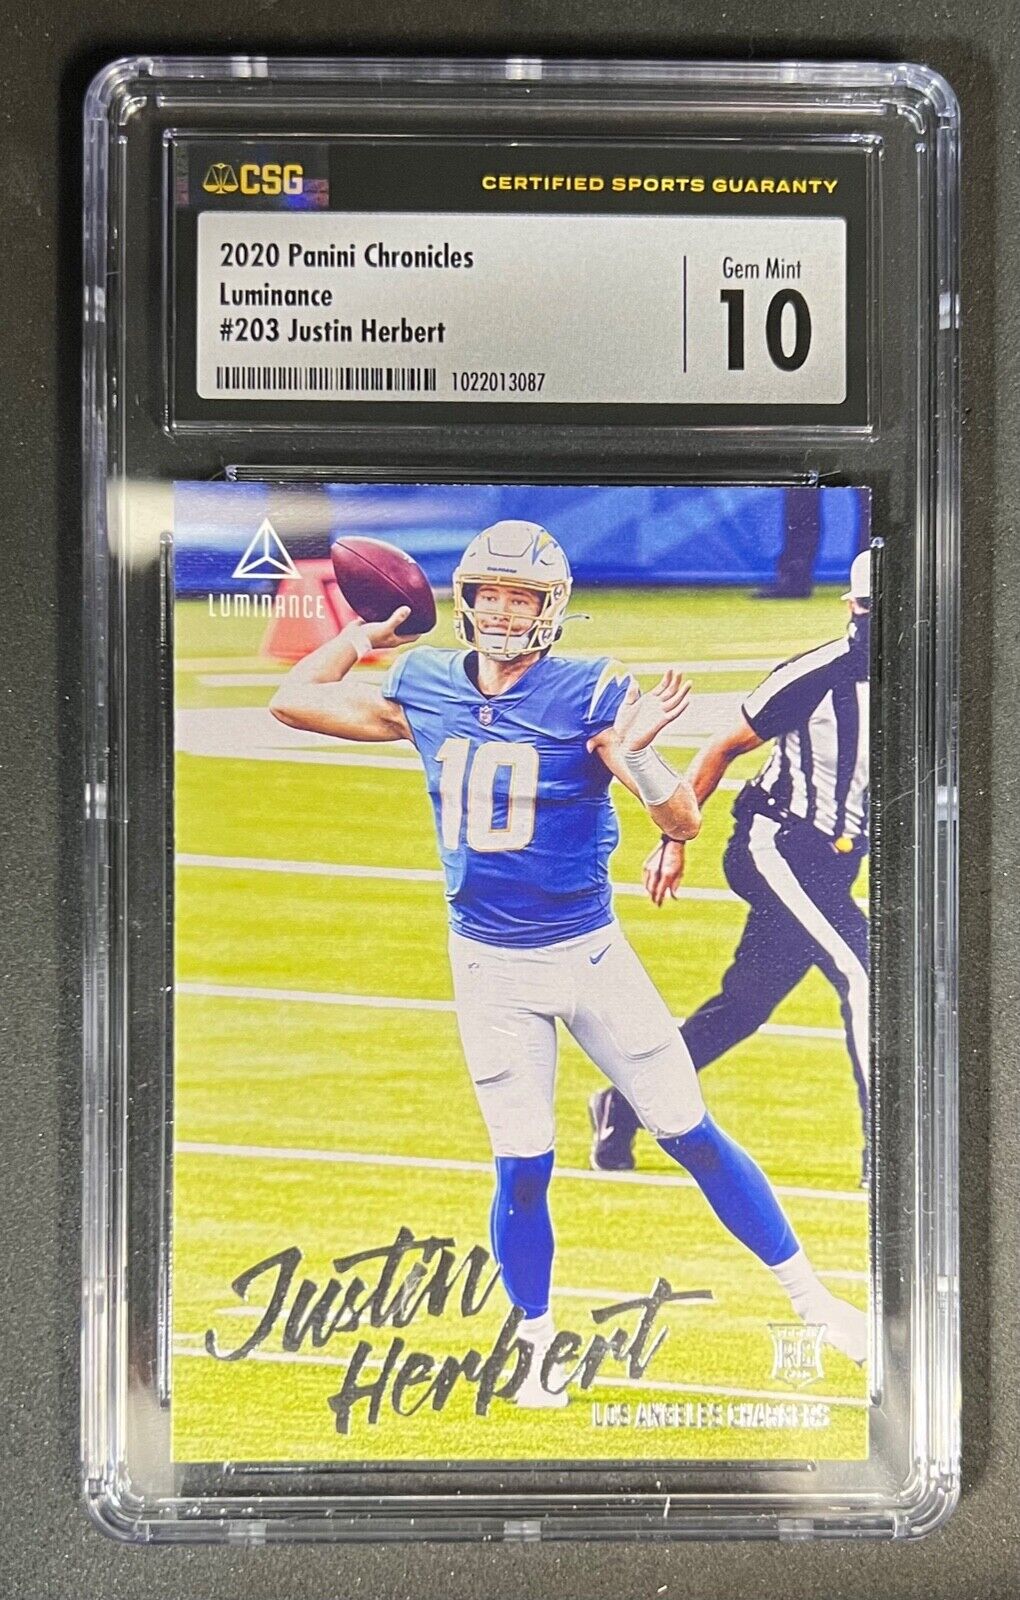 CSG
CERTIFIED SPORTS GUARANTY
2020 Panini Chronicles
Luminance
#203 Justin Herbert
1022013087
Gem Mint
10
LUMINANCE
10
Justin
Herbert
RC
LOS ANGELES CHARGERS